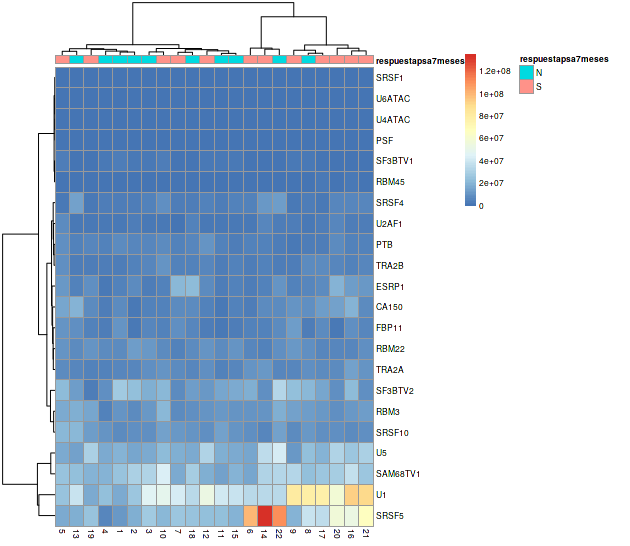 respuestapsa7meses
respuestapsa7meses
N
S
1.2e+08
1e+08
8e+07
6e+07
4e+07
2e+07
0
SRSF1
U6ATAC
U4ATAC
PSF
SF3BTV1
RBM45
SRSF4
U2AF1
PTB
TRA2B
ESRP1
CA150
FBP11
RBM22
TRA2A
SF3BTV2
RBM3
SRSF10
U5
SAM68TV1
U1
SRSF5
5 13 19 4 1 2 3 10 7 18 12 11 15 6 14 22 9 8 17 20 16 21